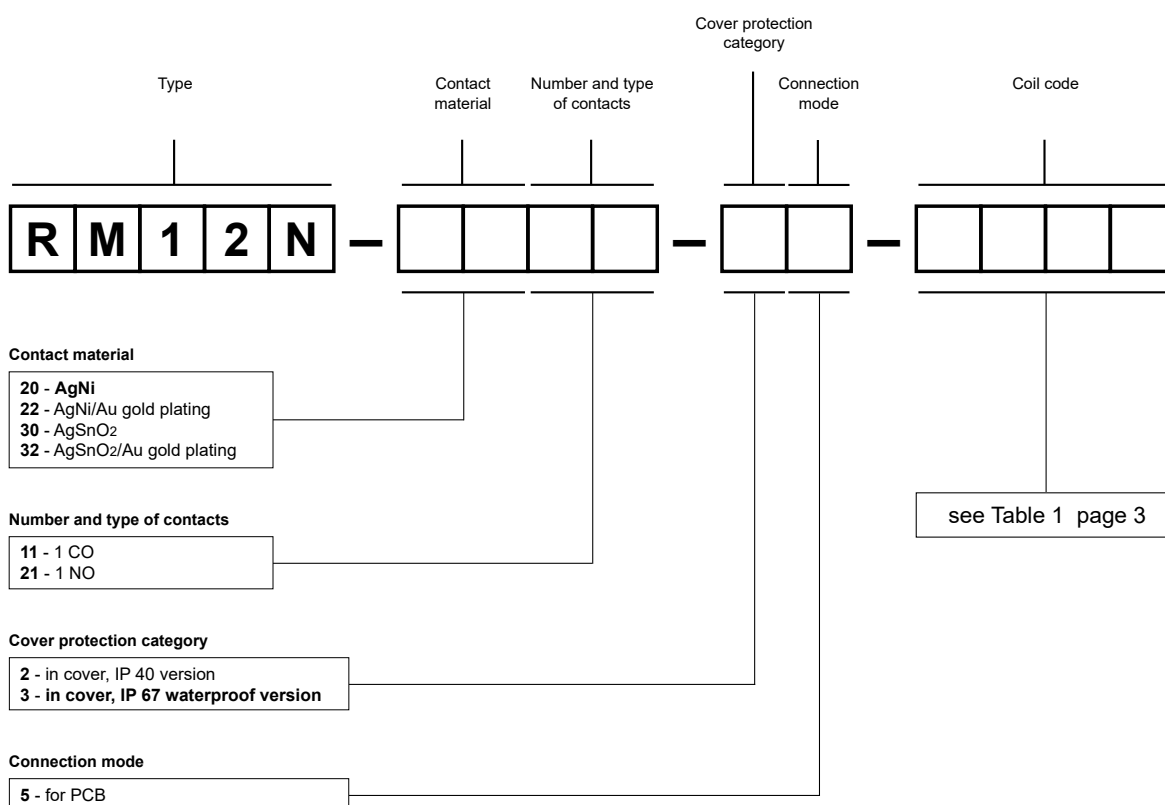 Cover protection
category
Type
Contact
material
Number and type
of contacts
Connection
mode
Coil code
R M 1 2 N – – –
Contact material
20 - AgNi
22 - AgNi/Au gold plating
30 - AgSnO2
32 - AgSnO2/Au gold plating
Number and type of contacts
11 - 1 CO
21 - 1 NO
see Table 1 page 3
Cover protection category
2 - in cover, IP 40 version
3 - in cover, IP 67 waterproof version
Connection mode
5 - for PCB